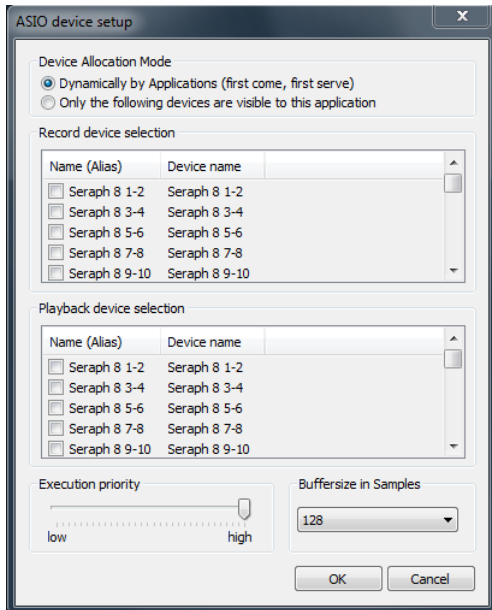 ASIO device setup
x
Device Allocation Mode
Dynamically by Applications (first come, first serve)
Only the following devices are visible to this application
Record device selection
Name (Alias) Device name
Seraph 8 1-2 Seraph 8 1-2
Seraph 8 3-4 Seraph 8 3-4
Seraph 8 5-6 Seraph 8 5-6
Seraph 8 7-8 Seraph 8 7-8
Seraph 8 9-10 Seraph 8 9-10
Playback device selection
Name (Alias) Device name
Seraph 8 1-2 Seraph 8 1-2
Seraph 8 3-4 Seraph 8 3-4
Seraph 8 5-6 Seraph 8 5-6
Seraph 8 7-8 Seraph 8 7-8
Seraph 8 9-10 Seraph 8 9-10
Execution priority
low high
Buffersize in Samples
128
OK Cancel